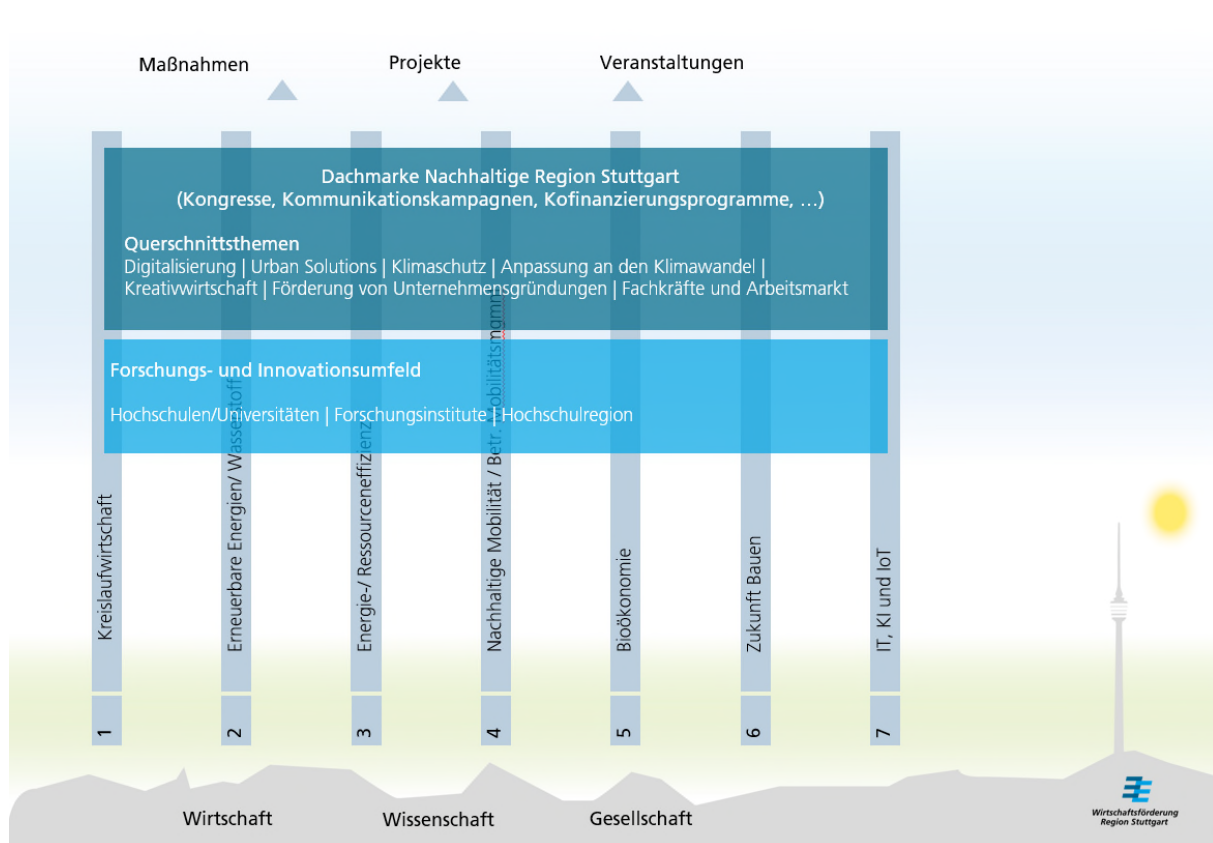 Maßnahmen
Projekte
Veranstaltungen
Dachmarke Nachhaltige Region Stuttgart
(Kongresse, Kommunikationskampagnen, Kofinanzierungsprogramme, …)
Querschnittsthemen
Digitalisierung | Urban Solutions | Klimaschutz | Anpassung an den Klimawandel |
Kreativwirtschaft | Förderung von Unternehmensgründungen | Fachkräfte und Arbeitsmarkt
Forschungs- und Innovationsumfeld
Hochschulen/Universitäten | Forschungsinstitute | Hochschulregion
Kreislaufwirtschaft
Erneuerbare Energien/ Wasserstoff
Energie-/ Ressourceneffizienz
Nachhaltige Mobilität / Betr. Mobilitätsmgmm
Bioökonomie
Zukunft Bauen
IT, KI und IoT
1
2
3
4
5
6
7
Wirtschaft
Wissenschaft
Gesellschaft
Wirtschaftsförderung
Region Stuttgart